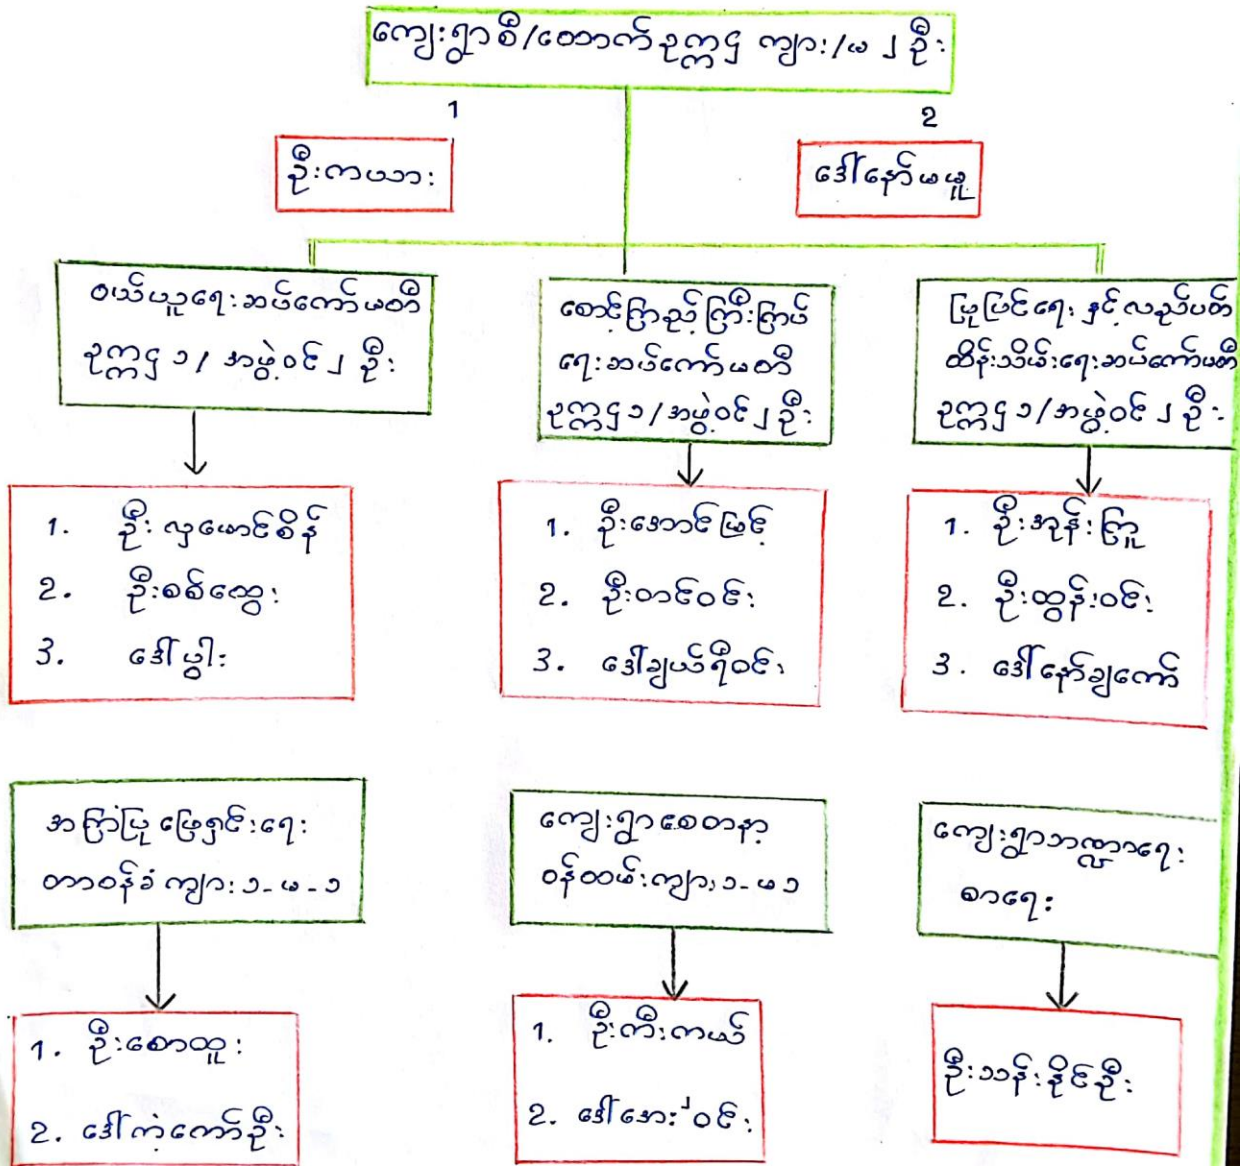 ကျေးရွာစီ/ထောက်ဥက္ကဌ ကျား/မ ၂ ဦး
1
2
ဦးကယား
ဒေါ်နော်မယူ
ဝယ်ယူရေးဆပ်ကော်မတီ
ဥက္ကဌ ၁/ အဖွဲ့ဝင် ၂ ဦး
စောင့်ကြည့်ကြီးကြပ်
ရေးဆပ်ကော်မတီ
ဥက္ကဌ ၁/အဖွဲ့ဝင် ၂ ဦး
ပြုပြင်ရေး နှင့် လည်ပတ်
ထိန်းသိမ်းရေးဆပ်ကော်မတီ
ဥက္ကဌ ၁/အဖွဲ့ဝင် ၂ ဦး
1. ဦးလှမောင်စိန်
2. ဦးစစ်ထွေး
3. ဒေါ်ပွါး
1. ဦးအောင်မြင့်
2. ဦးတင်ဝင်း
3. ဒေါ်ချယ်ရီဝင်း
1. ဦးအုန်းကြူ
2. ဦးထွန်းဝင်း
3. ဒေါ်နော်ချကော်
အကြံပြု ဖြေရှင်းရေး
တာဝန်ခံ ကျား ၁-မ-၁
ကျေးရွာစေတနာ့
ဝန်ထမ်းကျား ၁-မ ၁
ကျေးရွာဘဏ္ဍာရေး
စာရေး
1. ဦးစောထူး
2. ဒေါ်ကံ့ကော်ဦး
1. ဦးကီးကယ်
2. ဒေါ်အေး၂ဝင်း
ဦးသန်းနိုင်ဦး